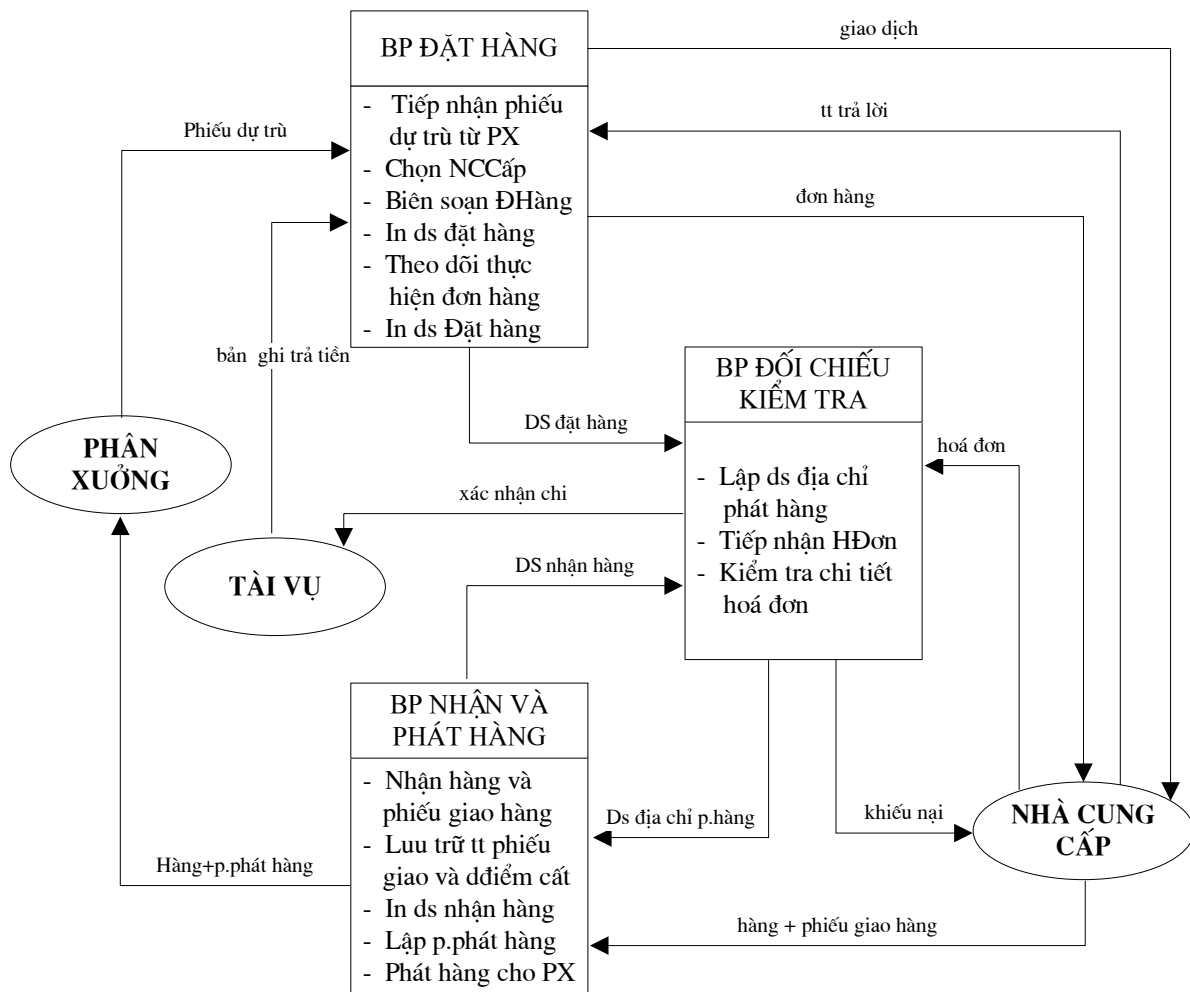 BP ĐẶT HÀNG
- Tiếp nhận phiếu
dự trù từ PX
- Chọn NCCấp
- Biên soạn ĐHàng
- In ds đặt hàng
- Theo dõi thực
hiện đơn hàng
- In ds Đặt hàng
giao dịch
tt trả lời
đơn hàng
Phiếu dự trù
bản ghi trả tiền
PHÂN
XUỞNG
TÀI VỤ
DS đặt hàng
xác nhận chi
DS nhận hàng
BP ĐỐI CHIẾU
KIỂM TRA
- Lập ds địa chỉ
phát hàng
- Tiếp nhận HĐơn
- Kiểm tra chi tiết
hoá đơn
hoá đơn
BP NHẬN VÀ
PHÁT HÀNG
- Nhận hàng và
phiếu giao hàng
- Luu trữ tt phiếu
giao và dđiểm cất
- In ds nhận hàng
- Lập p.phát hàng
- Phát hàng cho PX
Ds địa chỉ p.hàng
khiếu nại
NHÀ CUNG
CẤP
Hàng+p.phát hàng
hàng + phiếu giao hàng